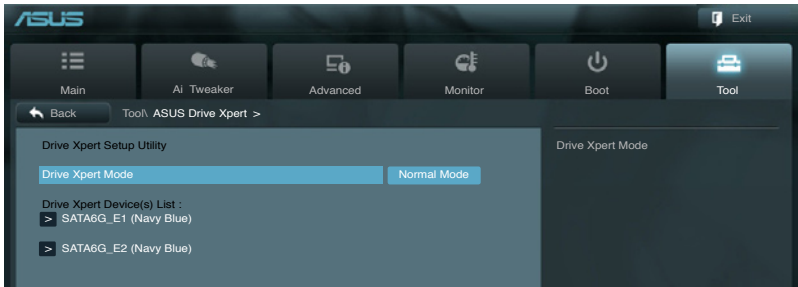 ASUS
Exit
Main
Ai Tweaker
Advanced
Monitor
Boot
Tool
Back
Tool\ ASUS Drive Xpert >
Drive Xpert Setup Utility
Drive Xpert Mode
Normal Mode
Drive Xpert Mode
Drive Xpert Device(s) List :
> SATA6G_E1 (Navy Blue)
> SATA6G_E2 (Navy Blue)